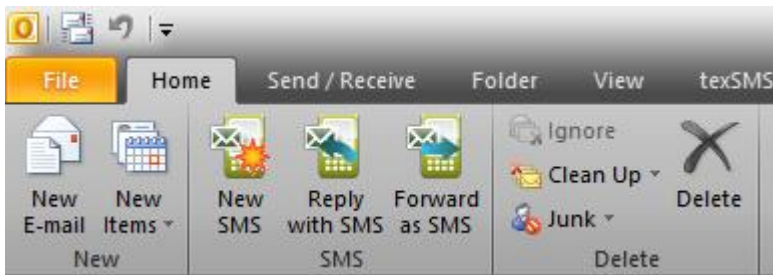 File Home Send / Receive Folder View texSMS
Ignore
Clean Up
Junk
New E-mail
New Items
New SMS
Reply with SMS
Forward as SMS
Delete
New SMS Delete